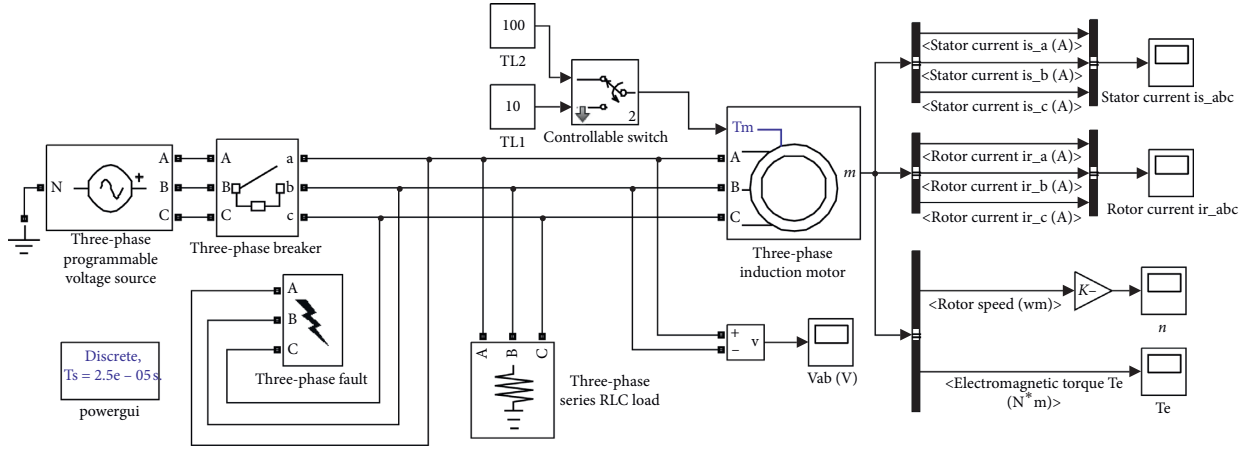 100
TL2
10
TL1
2
Controllable switch
N
A
B
C
+
Three-phase
programmable
voltage source
A
B
C
a
b
c
Three-phase breaker
A
B
C
Three-phase fault
Discrete,
Ts = 2.5e – 05 s.
powergui
A
B
C
Three-phase
series RLC load
Tm
A
B
C
m
Three-phase
induction motor
+
–
v
Vab (V)
<Stator current is_a (A)>
<Stator current is_b (A)>
<Stator current is_c (A)>
Stator current is_abc
<Rotor current ir_a (A)>
<Rotor current ir_b (A)>
<Rotor current ir_c (A)>
Rotor current ir_abc
<Rotor speed (wm)>
K–
n
<Electromagnetic torque Te
(N*m)>
Te